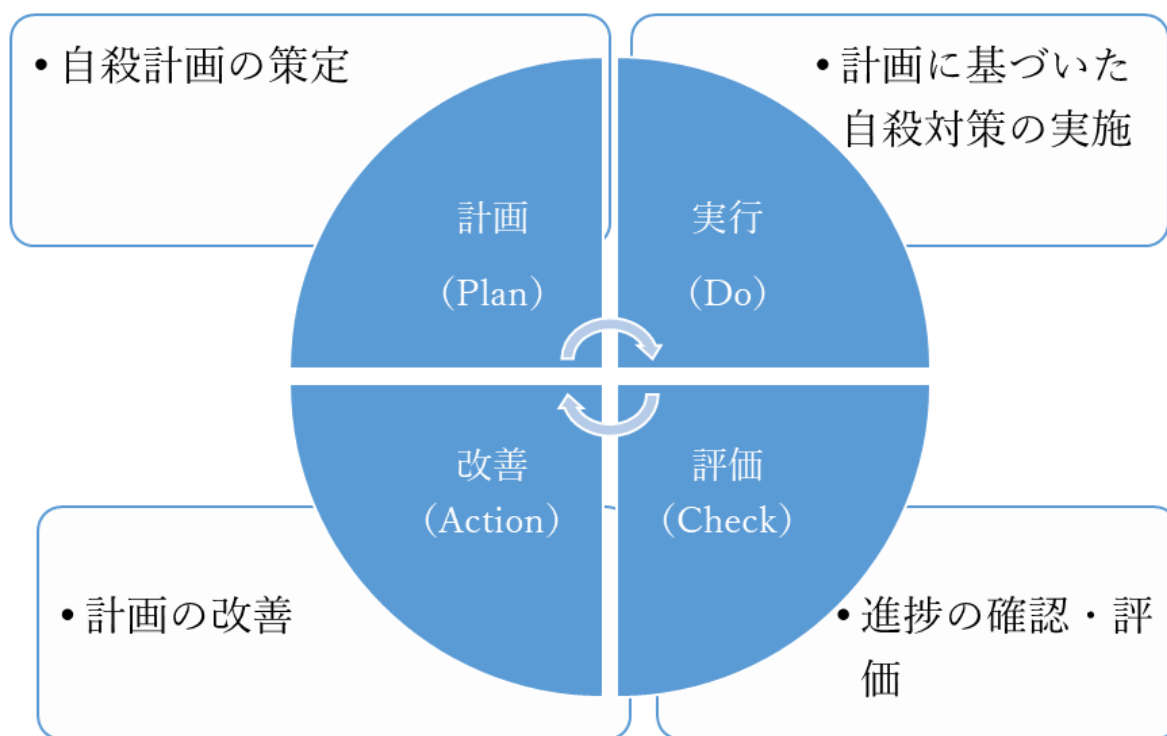 • 自殺計画の策定
• 計画に基づいた
自殺対策の実施
計画
（Plan）
実行
（Do）
改善
（Action）
評価
（Check）
• 計画の改善
• 進捗の確認・評
価